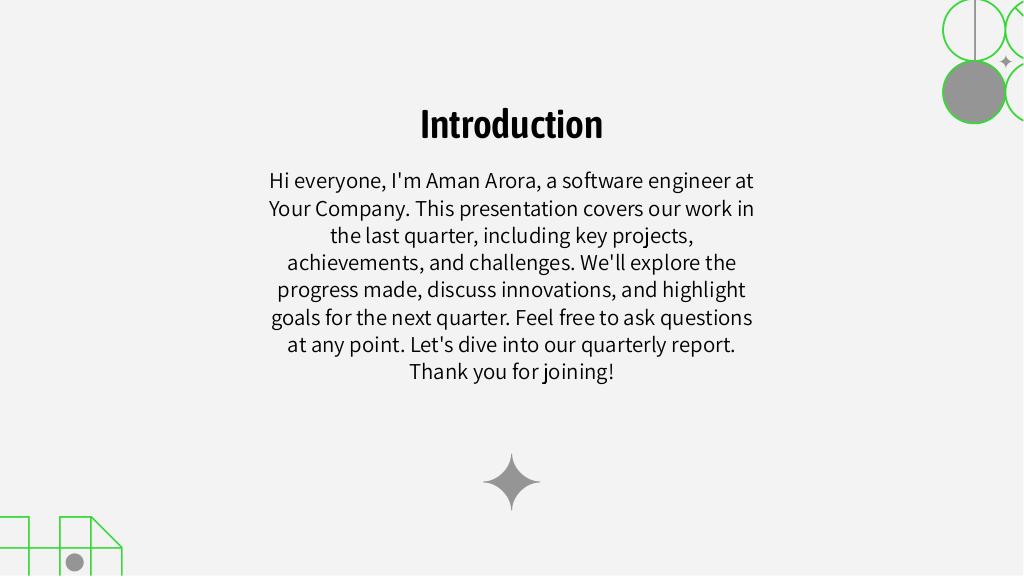 Introduction
Hi everyone, I'm Aman Arora, a software engineer at
Your Company. This presentation covers our work in
the last quarter, including key projects,
achievements, and challenges. We'll explore the
progress made, discuss innovations, and highlight
goals for the next quarter. Feel free to ask questions
at any point. Let's dive into our quarterly report.
Thank you for joining!